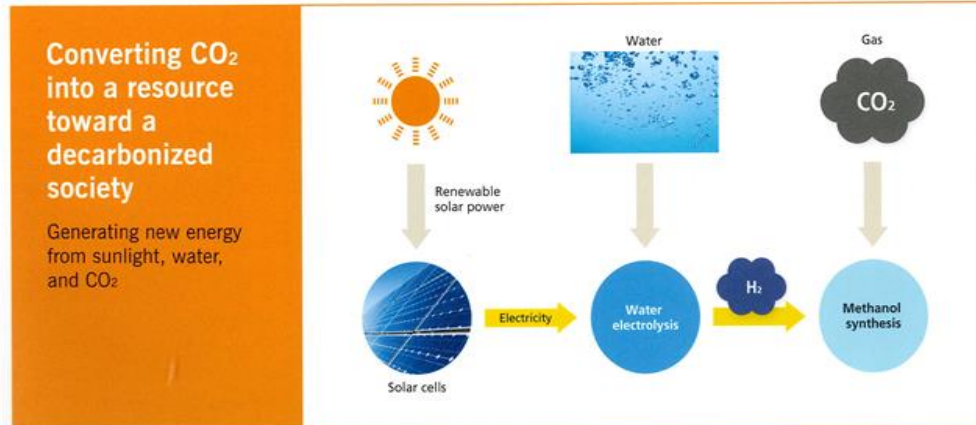 Converting CO₂
into a resource
toward a
decarbonized
society
Generating new energy
from sunlight, water,
and CO₂
Water
Gas
CO₂
Renewable
solar power
H₂
Electricity
Water
electrolysis
Methanol
synthesis
Solar cells